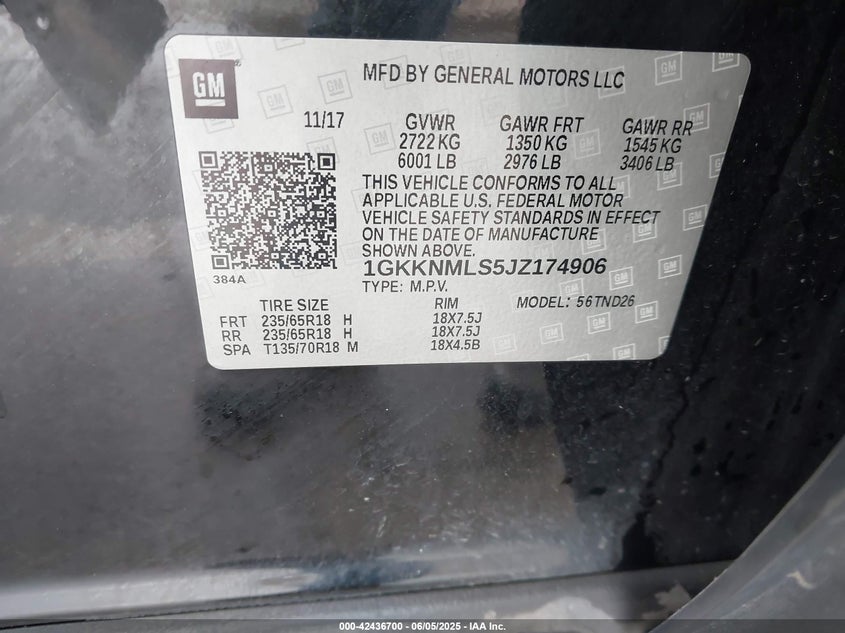 GM
MFD BY GENERAL MOTORS LLC
11/17 GVWR GAWR FRT GAWR RR
2722 KG 1350 KG 1545 KG
6001 LB 2976 LB 3406 LB
THIS VEHICLE CONFORMS TO ALL
APPLICABLE U.S. FEDERAL MOTOR
VEHICLE SAFETY STANDARDS IN EFFECT
ON THE DATE OF MANUFACTURE
SHOWN ABOVE.
384A
1GKKNMLS5JZ174906
TYPE: M.P.V.
TIRE SIZE RIM MODEL: 56TND26
FRT 235/65R18 H 18X7.5J
RR 235/65R18 H 18X7.5J
SPA T135/70R18 M 18X4.5B
000-42436700 - 06/05/2025 - IAA Inc.